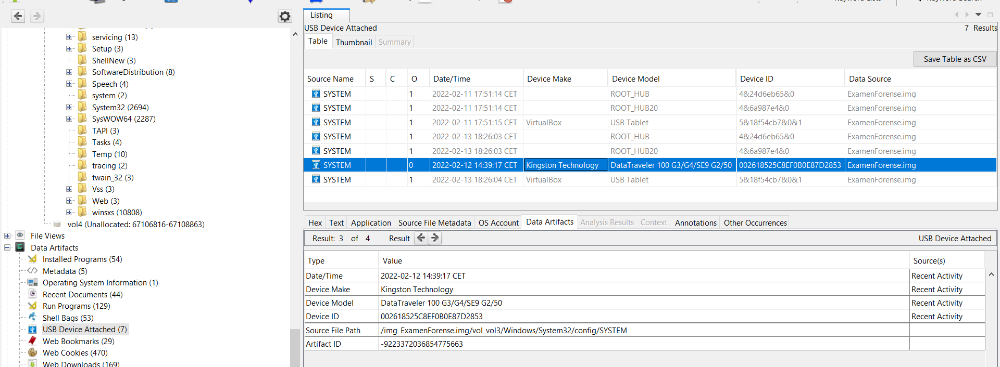 Listing
USB Device Attached
7 Results
Table Thumbnail Summary
Save Table as CSV
Source Name S C O Date/Time Device Make Device Model Device ID Data Source
SYSTEM 1 2022-02-11 17:51:14 CET ROOT_HUB 4&24d6eb65&0 ExamenForense.img
SYSTEM 1 2022-02-11 17:51:14 CET ROOT_HUB20 4&6a987e4&0 ExamenForense.img
SYSTEM 1 2022-02-11 17:51:15 CET VirtualBox USB Tablet 5&18f54cb7&0&1 ExamenForense.img
SYSTEM 1 2022-02-13 18:26:03 CET ROOT_HUB 4&24d6eb65&0 ExamenForense.img
SYSTEM 1 2022-02-13 18:26:03 CET ROOT_HUB20 4&6a987e4&0 ExamenForense.img
SYSTEM 0 2022-02-12 14:39:17 CET Kingston Technology DataTraveler 100 G3/G4/SE9 G2/50 002618525C8EF0B0E87D2853 ExamenForense.img
SYSTEM 1 2022-02-13 18:26:04 CET VirtualBox USB Tablet 5&18f54cb7&0&1 ExamenForense.img
servicing (13)
Setup (3)
ShellNew (3)
SoftwareDistribution (8)
Speech (4)
system (2)
System32 (2694)
SysWOW64 (2287)
TAPI (3)
Tasks (4)
Temp (10)
tracing (2)
twain_32 (3)
Vss (3)
Web (3)
winsxs (10808)
vol4 (Unallocated: 67106816-67108863)
File Views
Data Artifacts
Installed Programs (54)
Metadata (5)
Operating System Information (1)
Recent Documents (44)
Run Programs (129)
Shell Bags (53)
USB Device Attached (7)
Web Bookmarks (29)
Web Cookies (470)
Web Downloads (169)
Hex Text Application Source File Metadata OS Account Data Artifacts Analysis Results Context Annotations Other Occurrences
Result: 3 of 4 Result
USB Device Attached
Type Value Source(s)
Date/Time 2022-02-12 14:39:17 CET Recent Activity
Device Make Kingston Technology Recent Activity
Device Model DataTraveler 100 G3/G4/SE9 G2/50 Recent Activity
Device ID 002618525C8EF0B0E87D2853 Recent Activity
Source File Path /img_ExamenForense.img/vol_vol3/Windows/System32/config/SYSTEM
Artifact ID -9223372036854775663